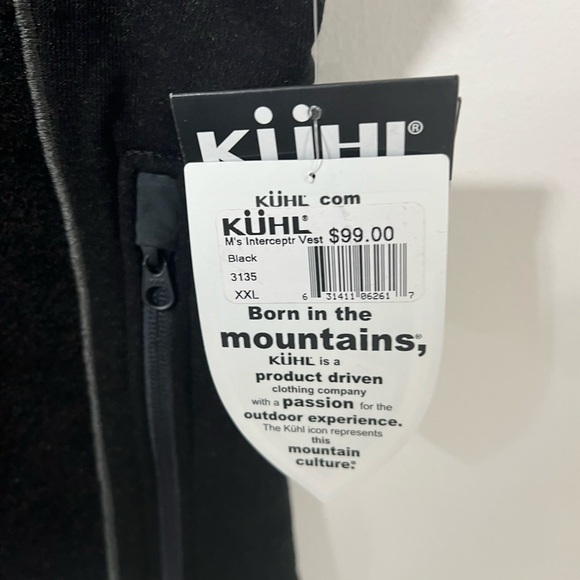 KÜHL®
KÜHL com
KÜHL®
M's Interceptr Vest $99.00
Black
3135
XXL
6 31411 06261 7
Born in the
mountains,®
KÜHL is a
product driven
clothing company
with a passion for the
outdoor experience.
The Kühl icon represents
this
mountain
culture.